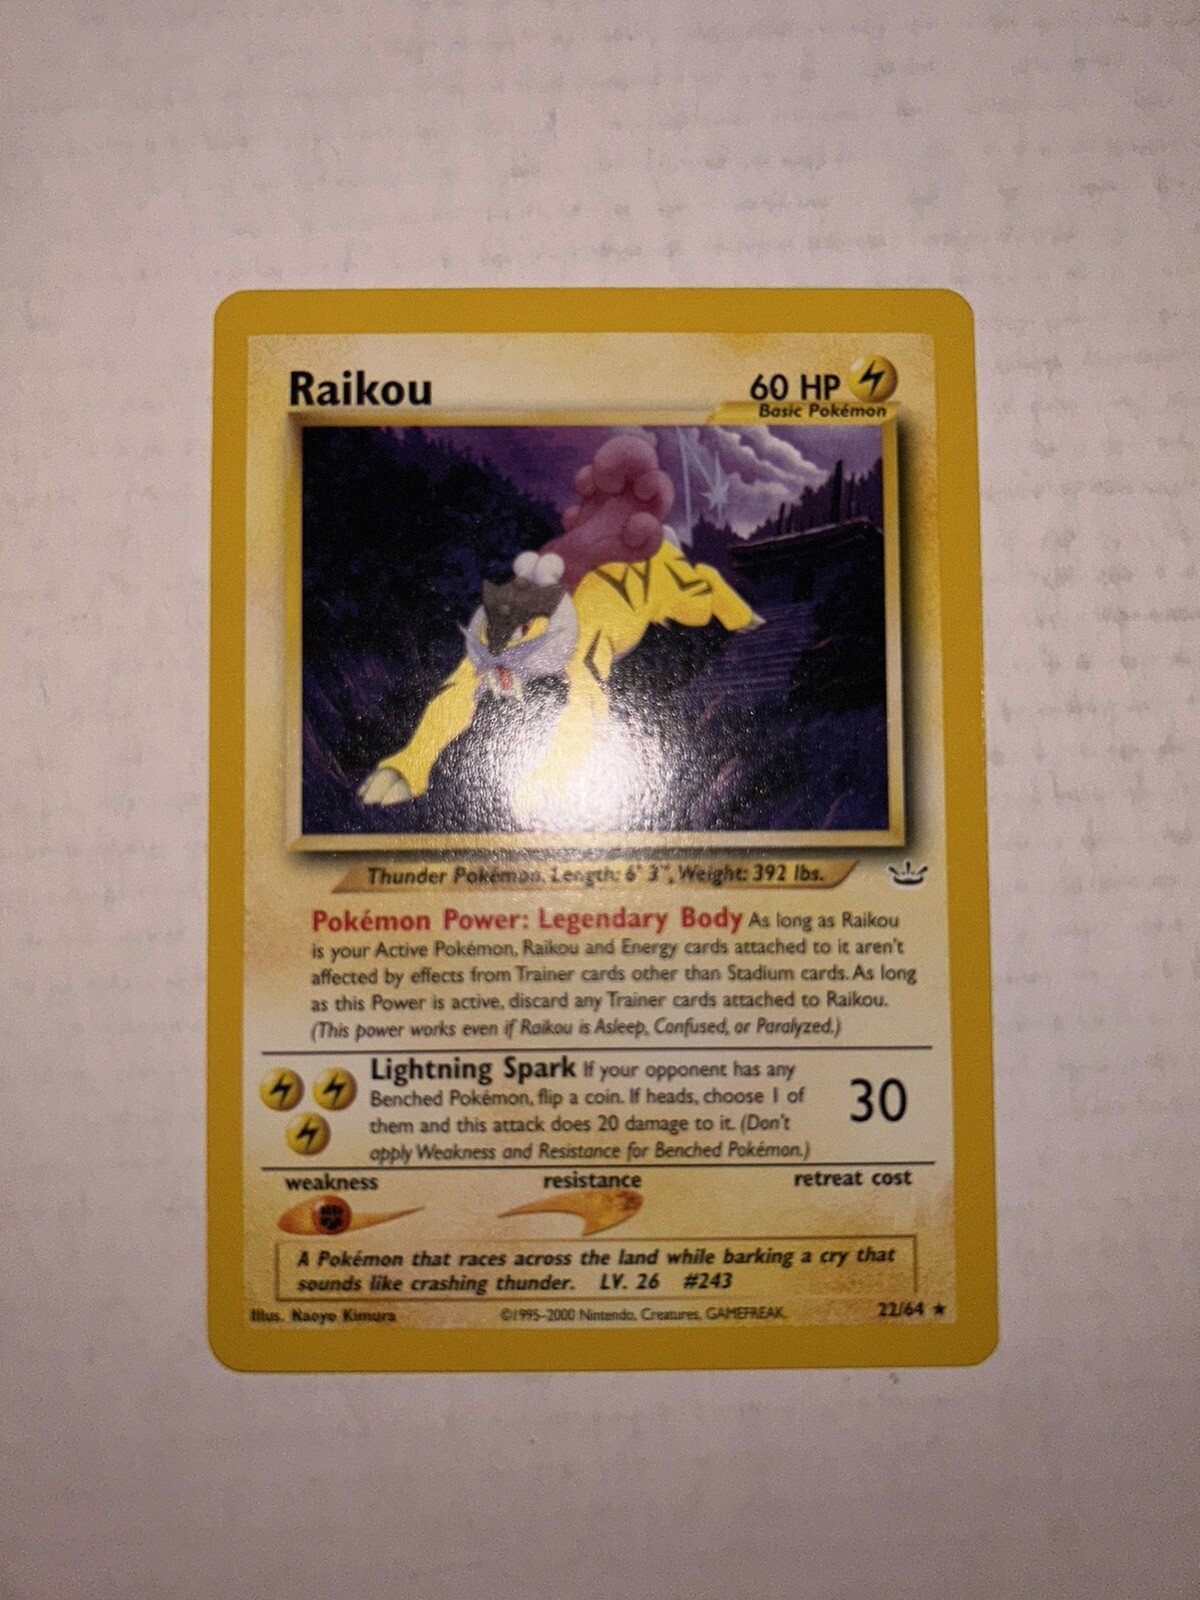 Raikou
60 HP
Basic Pokémon
Thunder Pokémon. Length: 6' 3", Weight: 392 lbs.
Pokémon Power: Legendary Body As long as Raikou
is your Active Pokémon, Raikou and Energy cards attached to it aren't
affected by effects from Trainer cards other than Stadium cards. As long
as this Power is active, discard any Trainer cards attached to Raikou.
(This power works even if Raikou is Asleep, Confused, or Paralyzed.)
Lightning Spark If your opponent has any
Benched Pokémon, flip a coin. If heads, choose 1 of
them and this attack does 20 damage to it. (Don't
apply Weakness and Resistance for Benched Pokémon.)
30
weakness resistance retreat cost
A Pokémon that races across the land while barking a cry that
sounds like crashing thunder. LV. 26 #243
Illus. Naoyo Kimura ©1995-2000 Nintendo, Creatures, GAMEFREAK. 22/64 ★